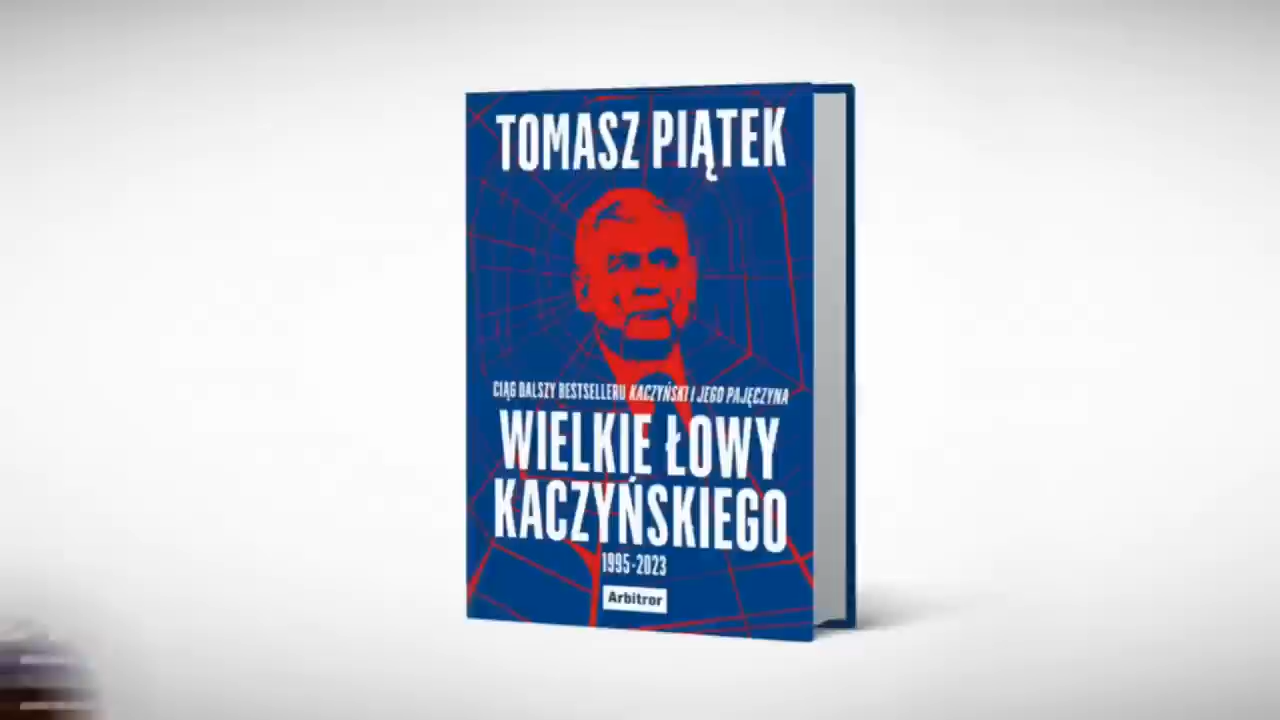 TOMASZ PIĄTEK
CIĄG DALSZY BESTSELLERU KACZYŃSKI I JEGO PAJĘCZYNA
WIELKIE ŁOWY
KACZYŃSKIEGO
1995-2023
Arbitror